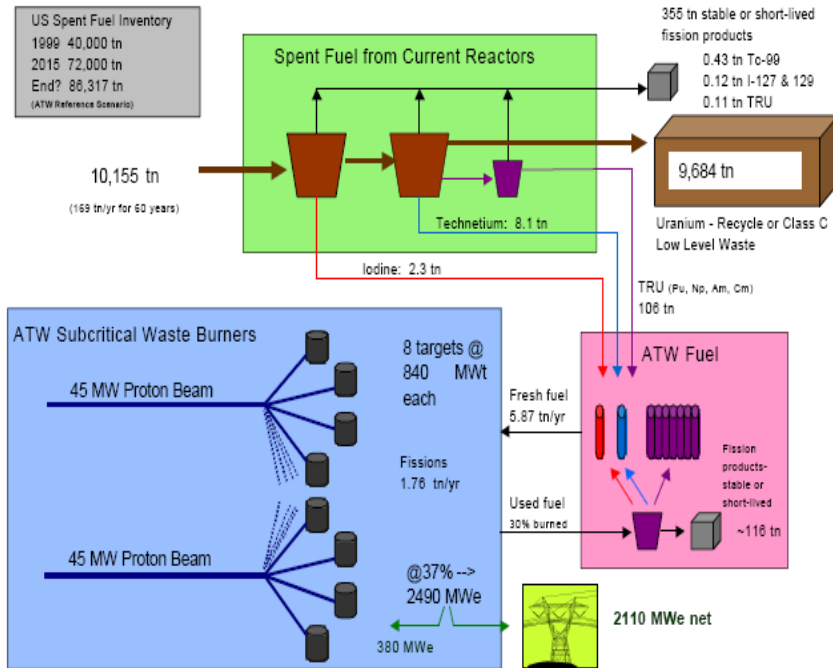 US Spent Fuel Inventory
1999 40,000 tn
2015 72,000 tn
End? 86,317 tn
(ATW Reference Scenario)
Spent Fuel from Current Reactors
355 tn stable or short-lived
fission products
0.43 tn Tc-99
0.12 tn I-127 & 129
0.11 tn TRU
10,155 tn
(169 tn/yr for 60 years)
9,684 tn
Uranium - Recycle or Class C
Low Level Waste
Technetium: 8.1 tn
Iodine: 2.3 tn
TRU (Pu, Np, Am, Cm)
106 tn
ATW Subcritical Waste Burners
8 targets @
840 MWt
each
45 MW Proton Beam
Fissions
1.76 tn/yr
45 MW Proton Beam
@37% -->
2490 MWe
380 MWe
Fresh fuel
5.87 tn/yr
Used fuel
30% burned
ATW Fuel
Fission
products-
stable or
short-lived
~116 tn
2110 MWe net